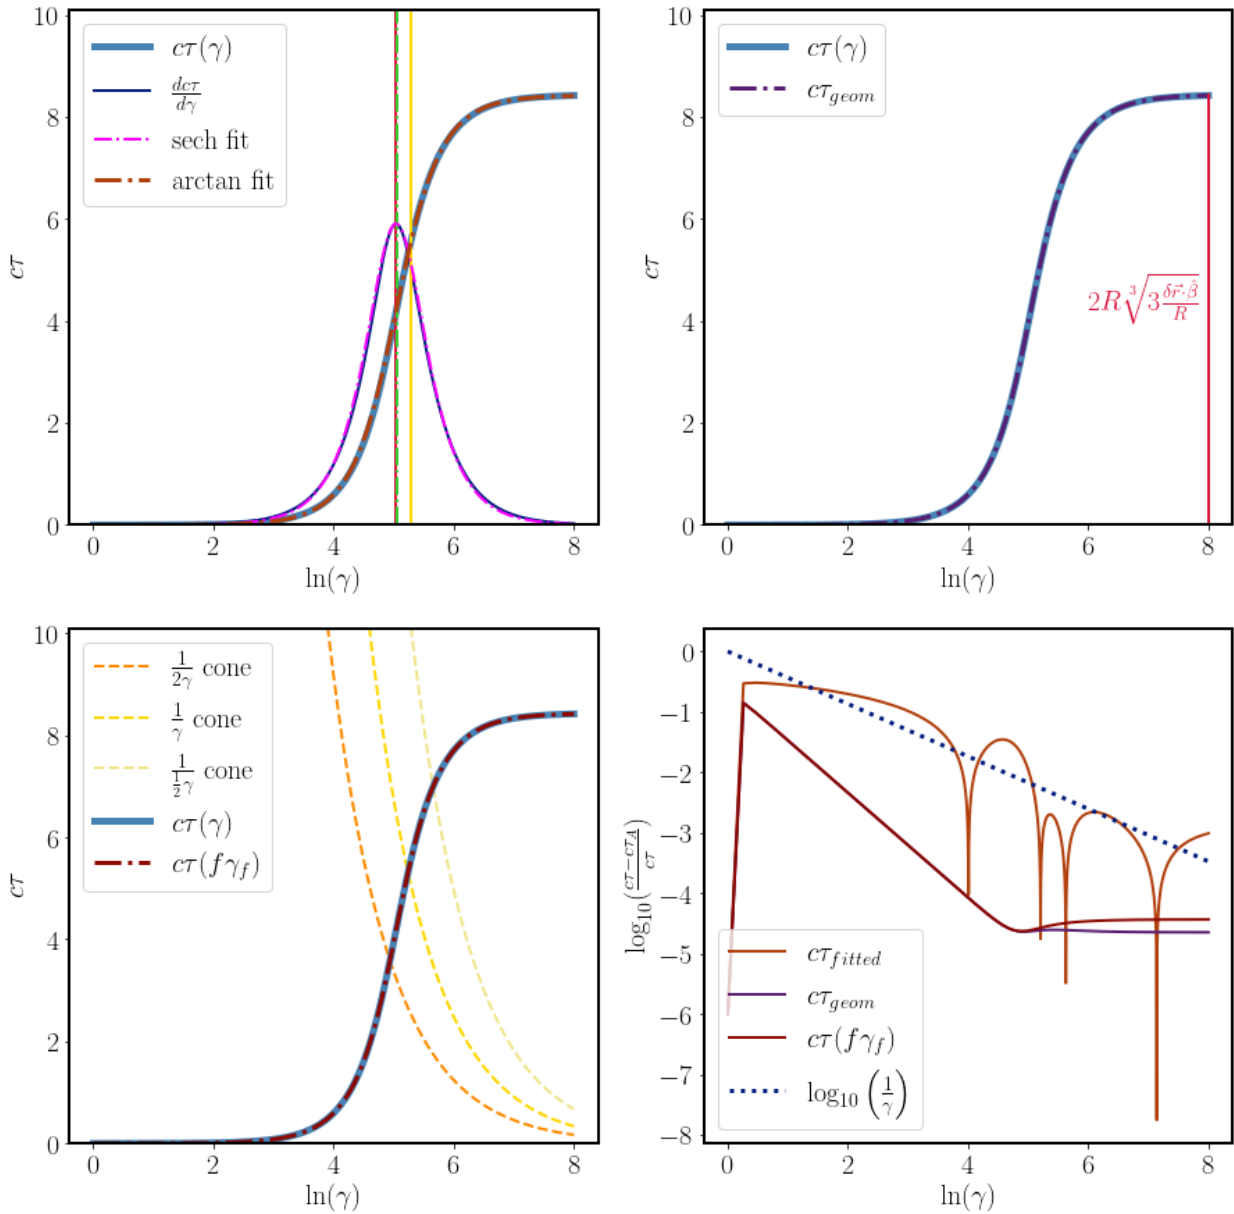 10
8
6
4
2
0
cτ
cτ(γ)
dcτ/dγ
sech fit
arctan fit
0 2 4 6 8
ln(γ)
10
8
6
4
2
0
cτ
cτ(γ)
cτ_geom
2R∛(3 δr⃗·β̂/R)
0 2 4 6 8
ln(γ)
10
8
6
4
2
0
cτ
1/2γ cone
1/γ cone
1/½γ cone
cτ(γ)
cτ(fγ_f)
0 2 4 6 8
ln(γ)
0
−1
−2
−3
−4
−5
−6
−7
−8
log₁₀(cτ−cτ_A/cτ)
cτ_fitted
cτ_geom
cτ(fγ_f)
log₁₀(1/γ)
0 2 4 6 8
ln(γ)